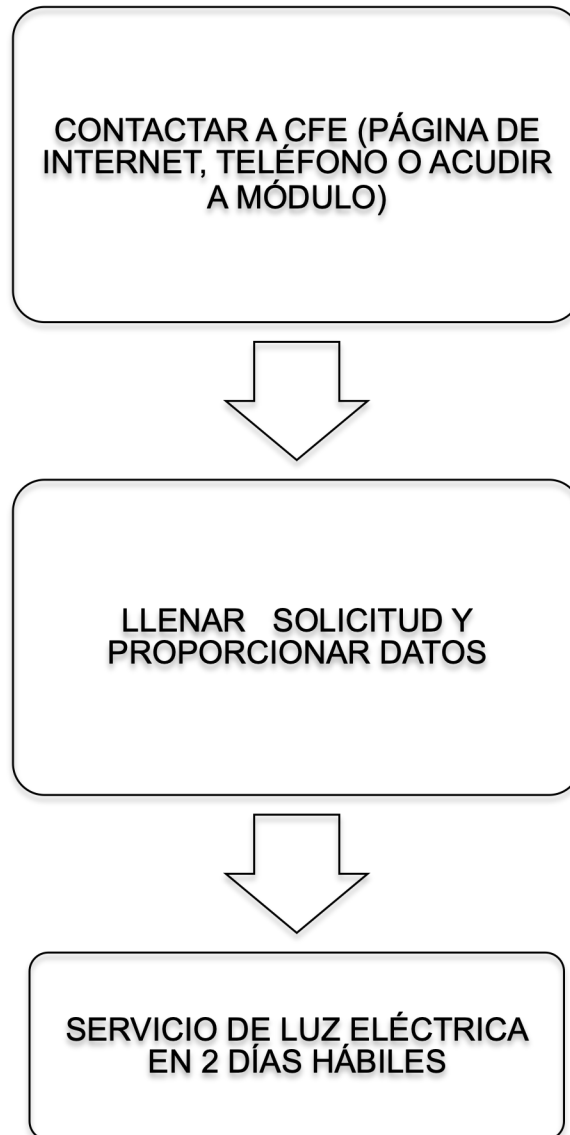 CONTACTAR A CFE (PÁGINA DE
INTERNET, TELÉFONO O ACUDIR
A MÓDULO)
LLENAR   SOLICITUD Y
PROPORCIONAR DATOS
SERVICIO DE LUZ ELÉCTRICA
EN 2 DÍAS HÁBILES